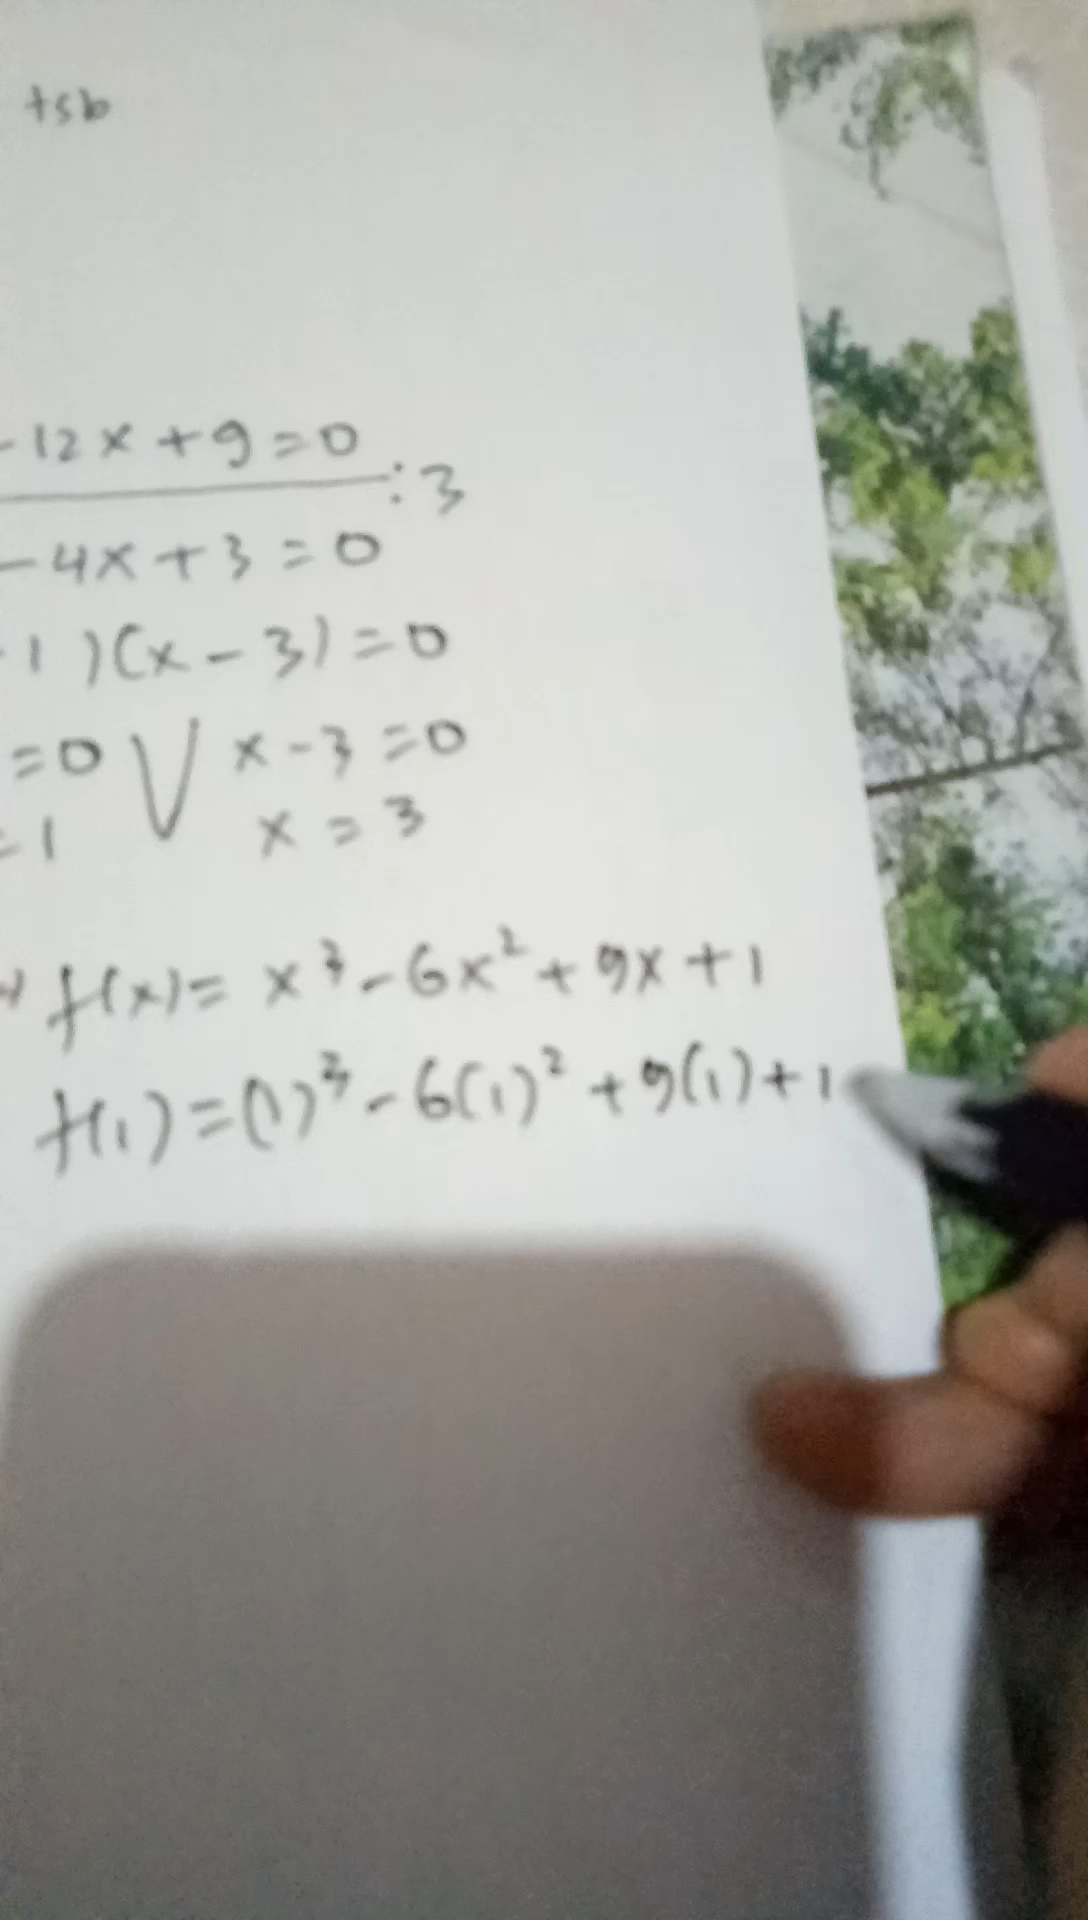 tsb
-12x+9=0
:3
-4x+3=0
-1)(x-3)=0
=0 V x-3=0
=1 x=3
f(x)=x³-6x²+9x+1
f(1)=(1)³-6(1)²+9(1)+1